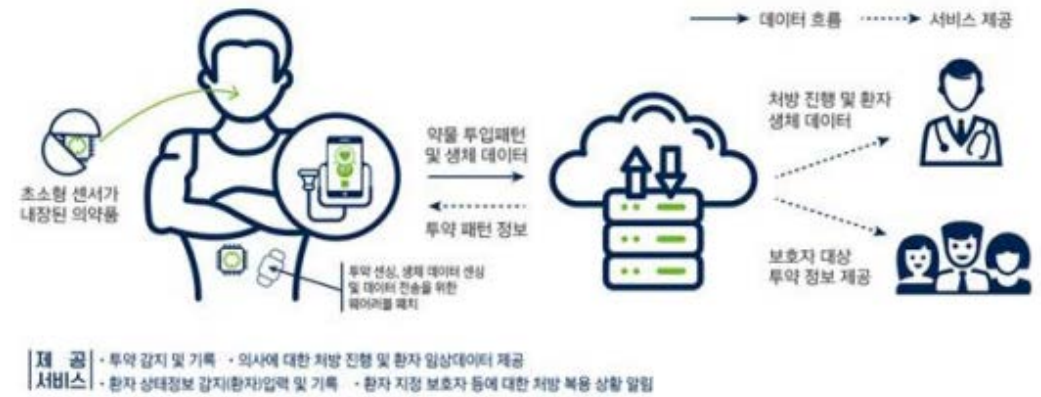 데이터 흐름
서비스 제공
초소형 센서가
내장된 의약품
약물 투입패턴
및 생체 데이터
투약 패턴 정보
투약 센싱, 생체 데이터 센싱
및 데이터 전송을 위한
웨어러블 패치
처방 진행 및 환자
생체 데이터
보호자 대상
투약 정보 제공
제 공
서비스
· 투약 감지 및 기록 · 의사에 대한 처방 진행 및 환자 임상데이터 제공
· 환자 상태정보 감지(환자)입력 및 기록 · 환자 지정 보호자 등에 대한 처방 복용 상황 알림